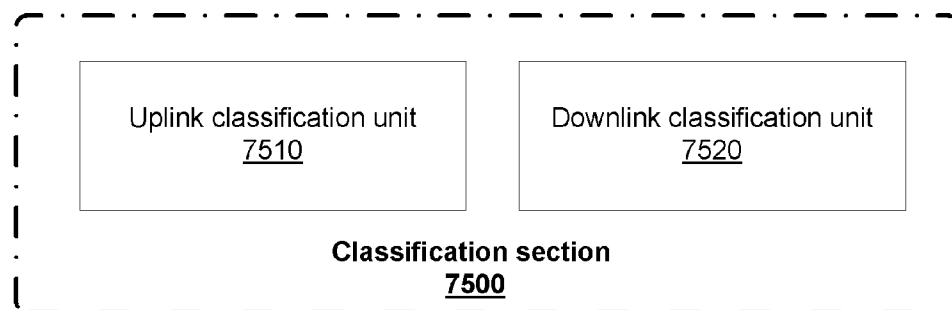 Uplink classification unit
7510
Downlink classification unit
7520
Classification section
7500